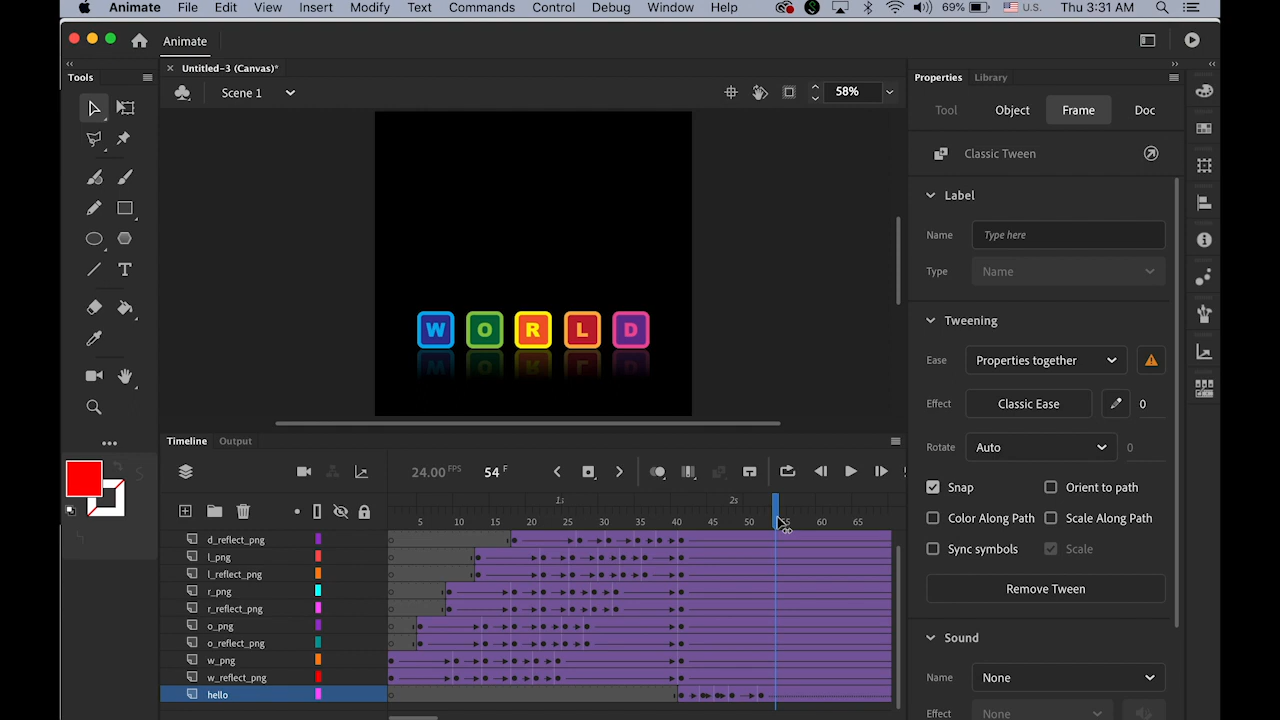 Animate File Edit View Insert Modify Text Commands Control Debug Window Help 69% U.S. Thu 3:31 AM
Animate
Tools
Untitled-3 (Canvas)*
Properties Library
Scene 1
58%
Tool Object Frame Doc
Classic Tween
Label
Name Type here
Type Name
Tweening
Ease Properties together
Effect Classic Ease 0
Rotate Auto 0
Snap Orient to path
Color Along Path Scale Along Path
Sync symbols Scale
Remove Tween
Sound
Name None
Effect None
T
W O R L D
W O R L D
Timeline Output
24.00 FPS 54 F
1s 2s
5 10 15 20 25 30 35 40 45 50 55 60 65
d_reflect_png
l_png
l_reflect_png
r_png
r_reflect_png
o_png
o_reflect_png
w_png
w_reflect_png
hello